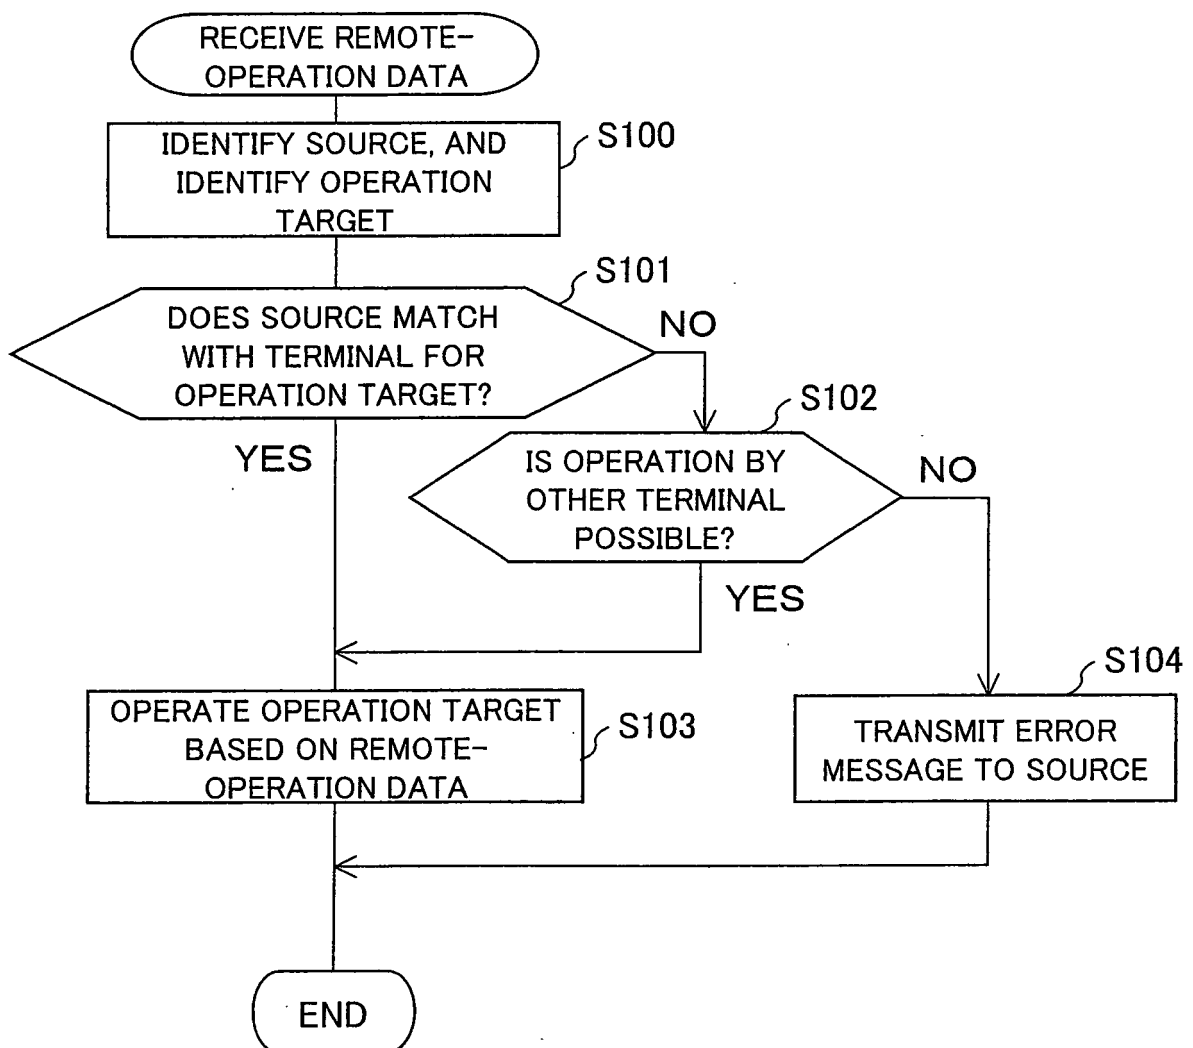 RECEIVE REMOTE-
OPERATION DATA
IDENTIFY SOURCE, AND
IDENTIFY OPERATION
TARGET
S100
DOES SOURCE MATCH
WITH TERMINAL FOR
OPERATION TARGET?
S101
NO
YES
IS OPERATION BY
OTHER TERMINAL
POSSIBLE?
S102
NO
YES
OPERATE OPERATION TARGET
BASED ON REMOTE-
OPERATION DATA
S103
TRANSMIT ERROR
MESSAGE TO SOURCE
S104
END